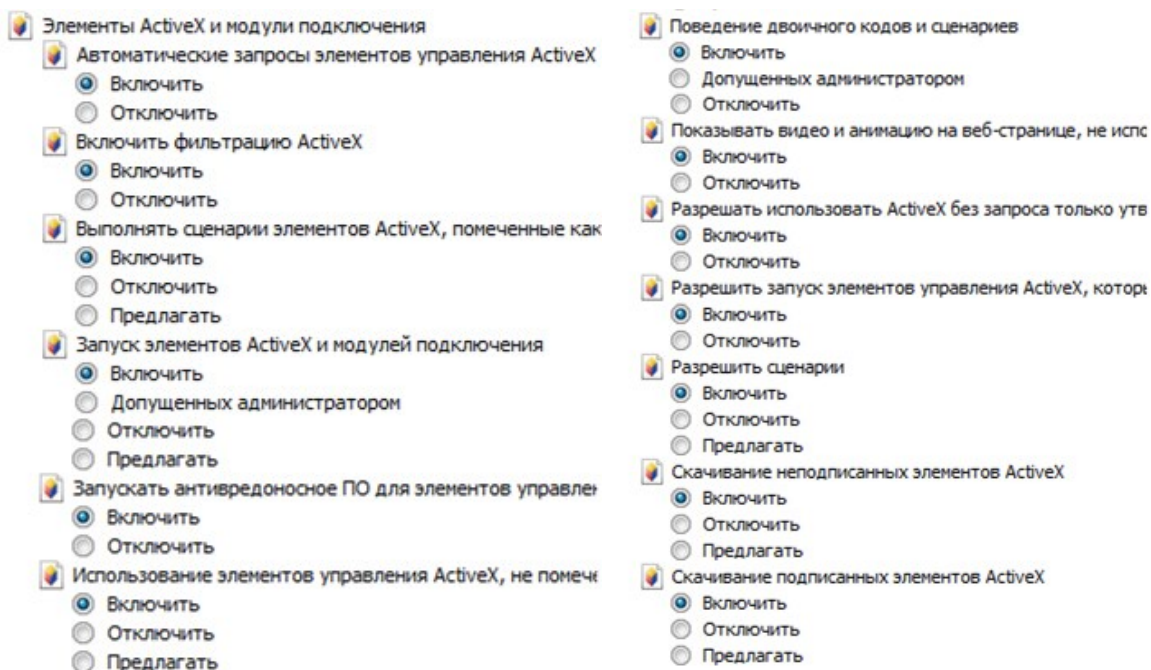 Элементы ActiveX и модули подключения
Автоматические запросы элементов управления ActiveX
Включить
Отключить
Включить фильтрацию ActiveX
Включить
Отключить
Выполнять сценарии элементов ActiveX, помеченные как
Включить
Отключить
Предлагать
Запуск элементов ActiveX и модулей подключения
Включить
Допущенных администратором
Отключить
Предлагать
Запускать антивредоносное ПО для элементов управлен
Включить
Отключить
Использование элементов управления ActiveX, не помече
Включить
Отключить
Предлагать
Поведение двоичного кодов и сценариев
Включить
Допущенных администратором
Отключить
Показывать видео и анимацию на веб-странице, не испо
Включить
Отключить
Разрешать использовать ActiveX без запроса только утв
Включить
Отключить
Разрешить запуск элементов управления ActiveX, которы
Включить
Отключить
Разрешить сценарии
Включить
Отключить
Предлагать
Скачивание неподписанных элементов ActiveX
Включить
Отключить
Предлагать
Скачивание подписанных элементов ActiveX
Включить
Отключить
Предлагать